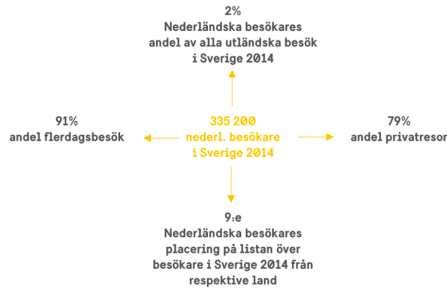 2%
Nederländska besökares
andel av alla utländska besök
i Sverige 2014
91%
andel flerdagsbesök
335 200
nederl. besökare
i Sverige 2014
79%
andel privatresor
9:e
Nederländska besökares
placering på listan över
besökare i Sverige 2014 från
respektive land